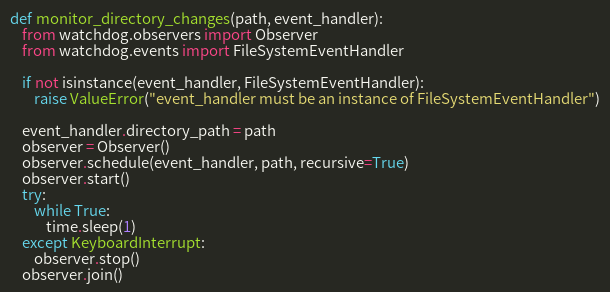 def monitor_directory_changes(path, event_handler):
    from watchdog.observers import Observer
    from watchdog.events import FileSystemEventHandler

    if not isinstance(event_handler, FileSystemEventHandler):
        raise ValueError("event_handler must be an instance of FileSystemEventHandler")

    event_handler.directory_path = path
    observer = Observer()
    observer.schedule(event_handler, path, recursive=True)
    observer.start()
    try:
        while True:
            time.sleep(1)
    except KeyboardInterrupt:
        observer.stop()
    observer.join()